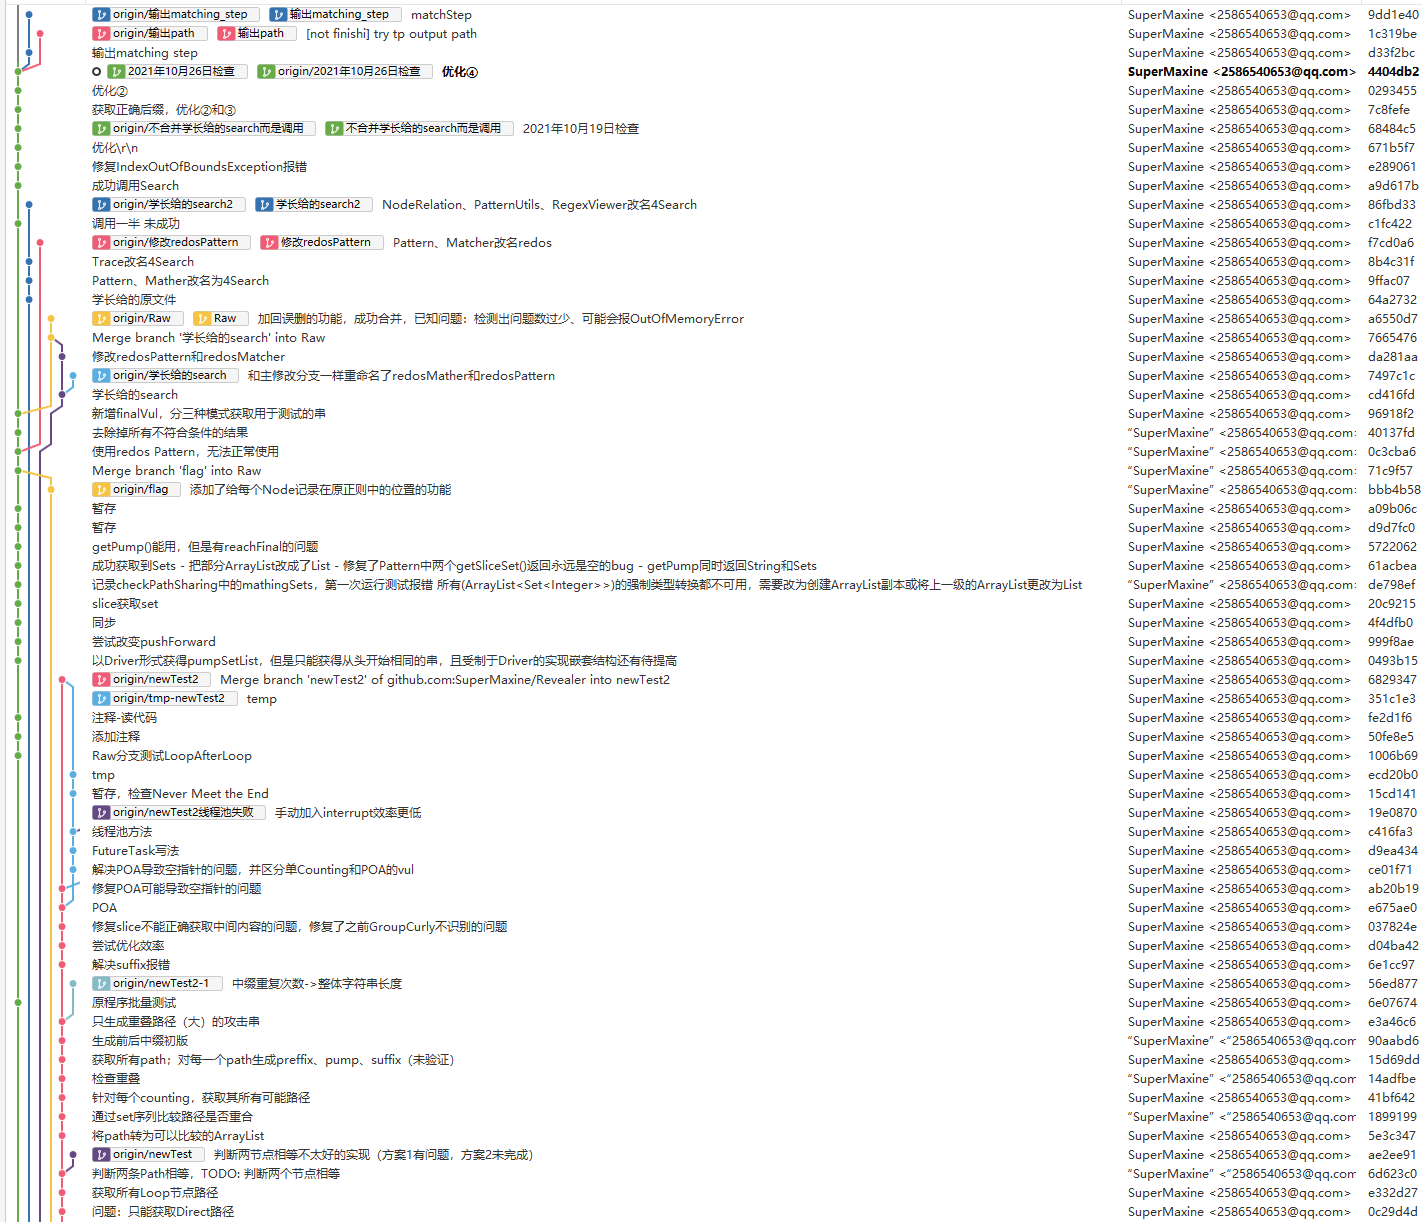 origin/输出matching_step 输出matching_step matchStep SuperMaxine <2586540653@qq.com> 9dd1e40
origin/输出path 输出path [not finishi] try tp output path SuperMaxine <2586540653@qq.com> 1c319be
输出matching step SuperMaxine <2586540653@qq.com> d33f2bc
2021年10月26日检查 origin/2021年10月26日检查 优化④ SuperMaxine <2586540653@qq.com> 4404db2
优化② SuperMaxine <2586540653@qq.com> 0293455
获取正确后缀，优化②和③ SuperMaxine <2586540653@qq.com> 7c8fefe
origin/不合并学长给的search而是调用 不合并学长给的search而是调用 2021年10月19日检查 SuperMaxine <2586540653@qq.com> 68484c5
优化\r\n SuperMaxine <2586540653@qq.com> 671b5f7
修复IndexOutOfBoundsException报错 SuperMaxine <2586540653@qq.com> e289061
成功调用Search SuperMaxine <2586540653@qq.com> a9d617b
origin/学长给的search2 学长给的search2 NodeRelation、PatternUtils、RegexViewer改名4Search SuperMaxine <2586540653@qq.com> 86fbd33
调用一半 未成功 SuperMaxine <2586540653@qq.com> c1fc422
origin/修改redosPattern 修改redosPattern Pattern、Matcher改名redos SuperMaxine <2586540653@qq.com> f7cd0a6
Trace改名4Search SuperMaxine <2586540653@qq.com> 8b4c31f
Pattern、Mather改名为4Search SuperMaxine <2586540653@qq.com> 9ffac07
学长给的原文件 SuperMaxine <2586540653@qq.com> 64a2732
origin/Raw Raw 加回误删的功能，成功合并，已知问题：检测出问题数过少、可能会报OutOfMemoryError SuperMaxine <2586540653@qq.com> a6550d7
Merge branch '学长给的search' into Raw SuperMaxine <2586540653@qq.com> 7665476
修改redosPattern和redosMatcher SuperMaxine <2586540653@qq.com> da281aa
origin/学长给的search 和主修改分支一样重命名了redosMather和redosPattern SuperMaxine <2586540653@qq.com> 7497c1c
学长给的search SuperMaxine <2586540653@qq.com> cd416fd
新增finalVul，分三种模式获取用于测试的串 SuperMaxine <2586540653@qq.com> 96918f2
去除掉所有不符合条件的结果 “SuperMaxine” <2586540653@qq.com> 40137fd
使用redos Pattern，无法正常使用 “SuperMaxine” <2586540653@qq.com> 0c3cba6
Merge branch 'flag' into Raw “SuperMaxine” <2586540653@qq.com> 71c9f57
origin/flag 添加了给每个Node记录在原正则中的位置的功能 “SuperMaxine” <2586540653@qq.com> bbb4b58
暂存 SuperMaxine <2586540653@qq.com> a09b06c
暂存 SuperMaxine <2586540653@qq.com> d9d7fc0
getPump()能用，但是有reachFinal的问题 SuperMaxine <2586540653@qq.com> 5722062
成功获取到Sets - 把部分ArrayList改成了List - 修复了Pattern中两个getSliceSet()返回永远是空的bug - getPump同时返回String和Sets SuperMaxine <2586540653@qq.com> 61acbea
记录checkPathSharing中的mathingSets，第一次运行测试报错 所有(ArrayList<Set<Integer>>)的强制类型转换都不可用，需要改为创建ArrayList副本或将上一级的ArrayList更改为List “SuperMaxine” <2586540653@qq.com> de798ef
slice获取set SuperMaxine <2586540653@qq.com> 20c9215
同步 SuperMaxine <2586540653@qq.com> 4f4dfb0
尝试改变pushForward SuperMaxine <2586540653@qq.com> 999f8ae
以Driver形式获得pumpSetList，但是只能获得从头开始相同的串，且受制于Driver的实现嵌套结构还有待提高 SuperMaxine <2586540653@qq.com> 0493b15
origin/newTest2 Merge branch 'newTest2' of github.com:SuperMaxine/Revealer into newTest2 SuperMaxine <2586540653@qq.com> 6829347
origin/tmp-newTest2 temp SuperMaxine <2586540653@qq.com> 351c1e3
注释-读代码 SuperMaxine <2586540653@qq.com> fe2d1f6
添加注释 SuperMaxine <2586540653@qq.com> 50fe8e5
Raw分支测试LoopAfterLoop SuperMaxine <2586540653@qq.com> 1006b69
tmp SuperMaxine <2586540653@qq.com> ecd20b0
暂存，检查Never Meet the End SuperMaxine <2586540653@qq.com> 15cd141
origin/newTest2线程池失败 手动加入interrupt效率更低 SuperMaxine <2586540653@qq.com> 19e0870
线程池方法 SuperMaxine <2586540653@qq.com> c416fa3
FutureTask写法 SuperMaxine <2586540653@qq.com> d9ea434
解决POA导致空指针的问题，并区分单Counting和POA的vul SuperMaxine <2586540653@qq.com> ce01f71
修复POA可能导致空指针的问题 SuperMaxine <2586540653@qq.com> ab20b19
POA SuperMaxine <2586540653@qq.com> e675ae0
修复slice不能正确获取中间内容的问题，修复了之前GroupCurly不识别的问题 SuperMaxine <2586540653@qq.com> 037824e
尝试优化效率 SuperMaxine <2586540653@qq.com> d04ba42
解决suffix报错 SuperMaxine <2586540653@qq.com> 6e1cc97
origin/newTest2-1 中缀重复次数->整体字符串长度 SuperMaxine <2586540653@qq.com> 56ed877
原程序批量测试 SuperMaxine <2586540653@qq.com> 6e07674
只生成重叠路径（大）的攻击串 SuperMaxine <2586540653@qq.com> e3a46c6
生成前后中缀初版 “SuperMaxine” <“2586540653@qq.com 90aabd6
获取所有path；对每一个path生成preffix、pump、suffix（未验证） SuperMaxine <2586540653@qq.com> 15d69dd
检查重叠 “SuperMaxine” <“2586540653@qq.com 14adfbe
针对每个counting，获取其所有可能路径 SuperMaxine <2586540653@qq.com> 41bf642
通过set序列比较路径是否重合 “SuperMaxine” <“2586540653@qq.com 1899199
将path转为可以比较的ArrayList SuperMaxine <2586540653@qq.com> 5e3c347
origin/newTest 判断两节点相等不太好的实现（方案1有问题，方案2未完成） SuperMaxine <2586540653@qq.com> ae2ee91
判断两条Path相等，TODO: 判断两个节点相等 “SuperMaxine” <“2586540653@qq.com 6d623c0
获取所有Loop节点路径 SuperMaxine <2586540653@qq.com> e332d27
问题：只能获取Direct路径 SuperMaxine <2586540653@qq.com> 0c29d4d